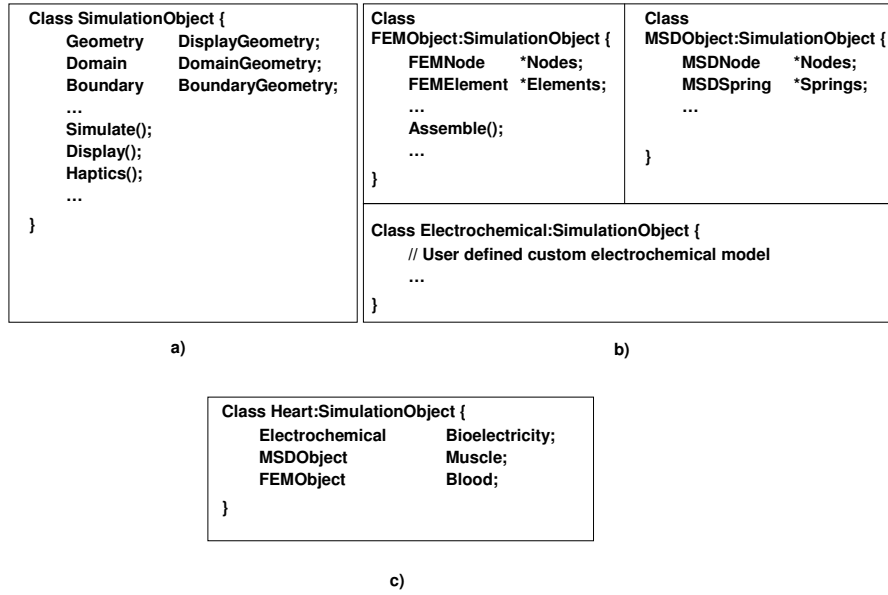 Class SimulationObject {
Geometry DisplayGeometry;
Domain DomainGeometry;
Boundary BoundaryGeometry;
...
Simulate();
Display();
Haptics();
...
}
a)
Class
FEMObject:SimulationObject {
FEMNode *Nodes;
FEMElement *Elements;
...
Assemble();
...
}
Class
MSDObject:SimulationObject {
MSDNode *Nodes;
MSDSpring *Springs;
...
}
Class Electrochemical:SimulationObject {
// User defined custom electrochemical model
...
}
b)
Class Heart:SimulationObject {
Electrochemical Bioelectricity;
MSDObject Muscle;
FEMObject Blood;
}
c)